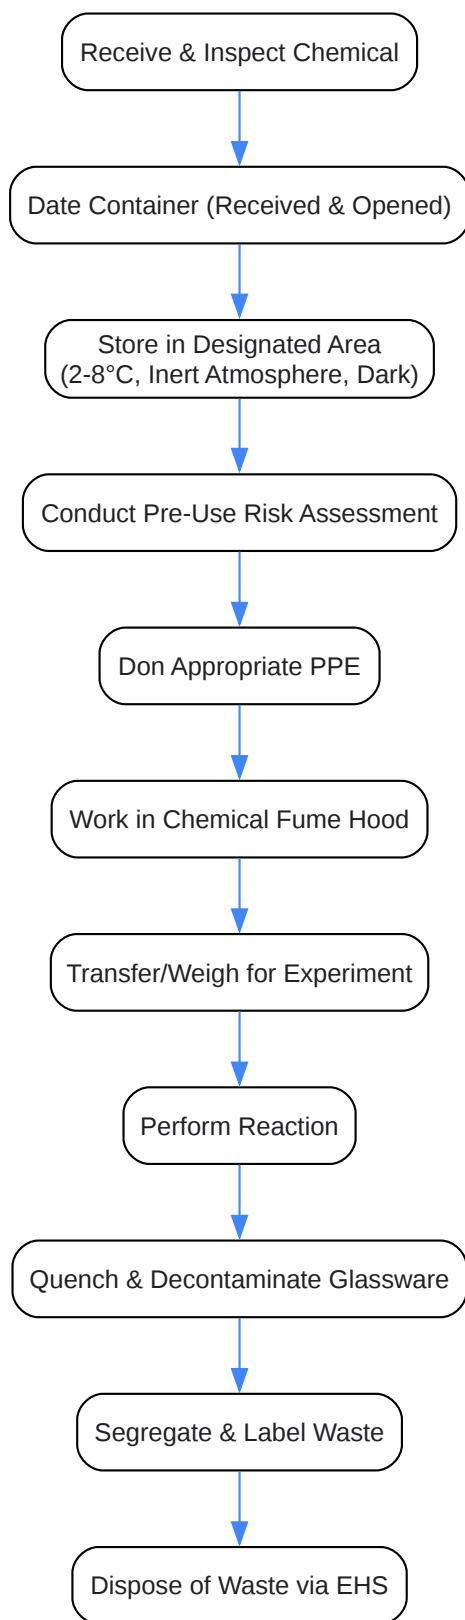 Receive & Inspect Chemical
Date Container (Received & Opened)
Store in Designated Area
(2-8°C, Inert Atmosphere, Dark)
Conduct Pre-Use Risk Assessment
Don Appropriate PPE
Work in Chemical Fume Hood
Transfer/Weigh for Experiment
Perform Reaction
Quench & Decontaminate Glassware
Segregate & Label Waste
Dispose of Waste via EHS